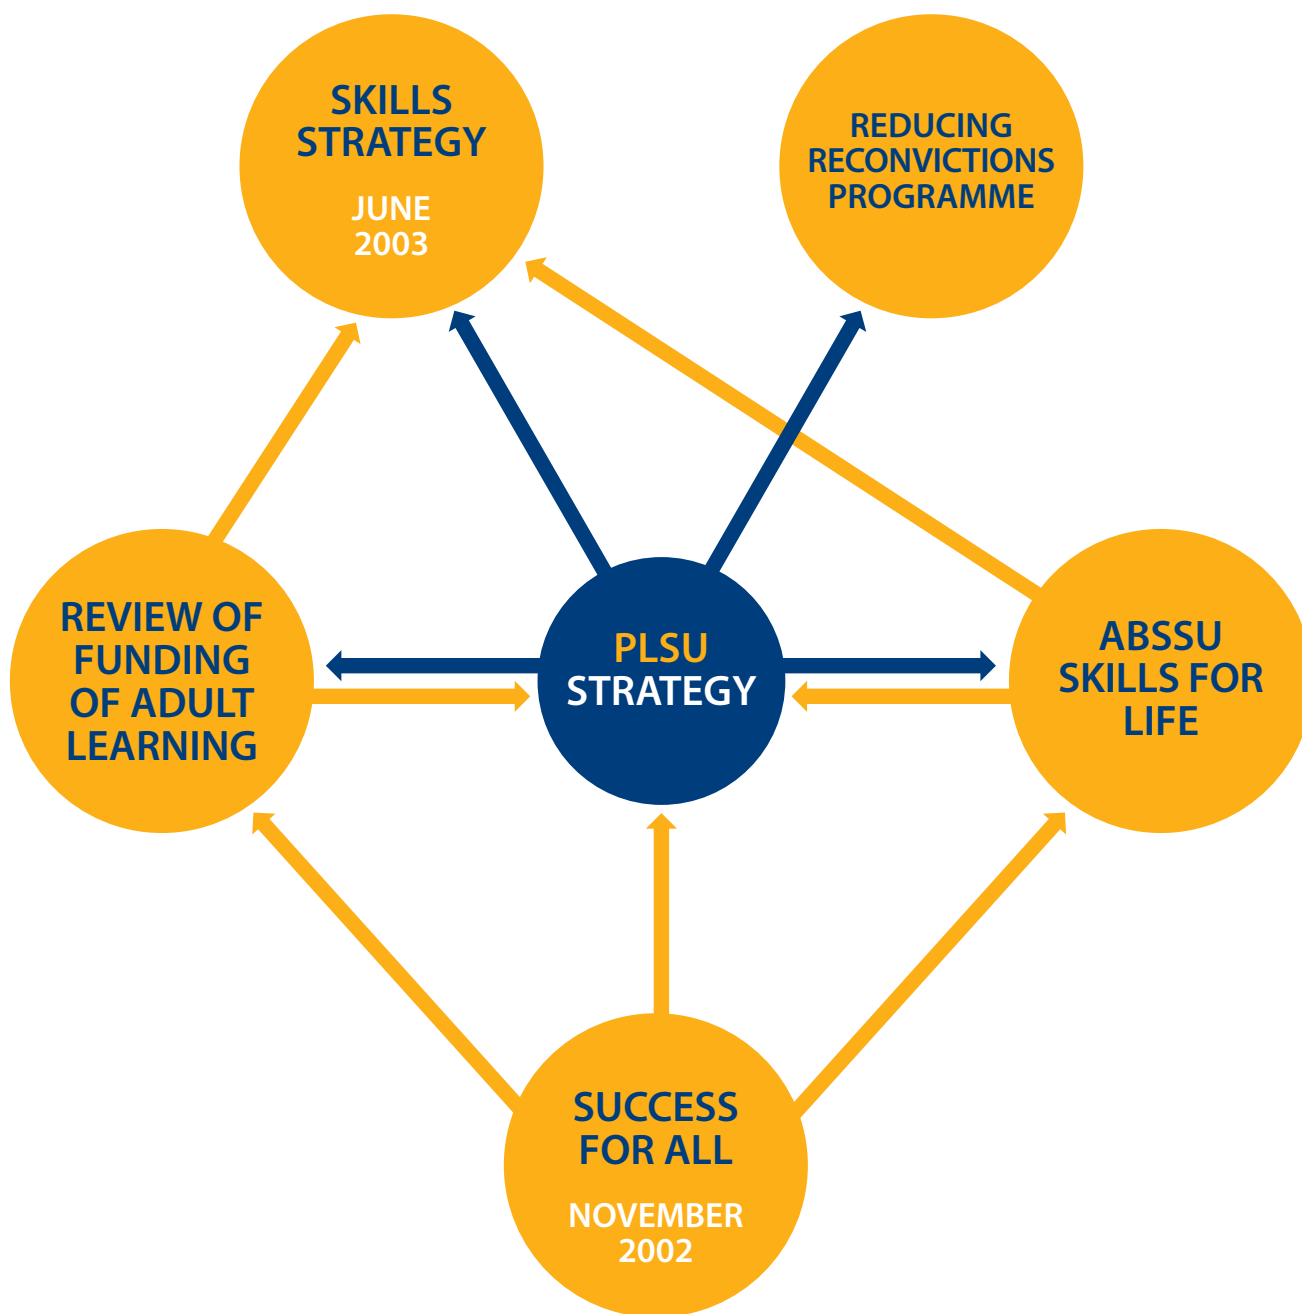 SKILLS
STRATEGY
JUNE
2003
REDUCING
RECONVICTIONS
PROGRAMME
REVIEW OF
FUNDING
OF ADULT
LEARNING
PLSU
STRATEGY
ABSSU
SKILLS FOR
LIFE
SUCCESS
FOR ALL
NOVEMBER
2002